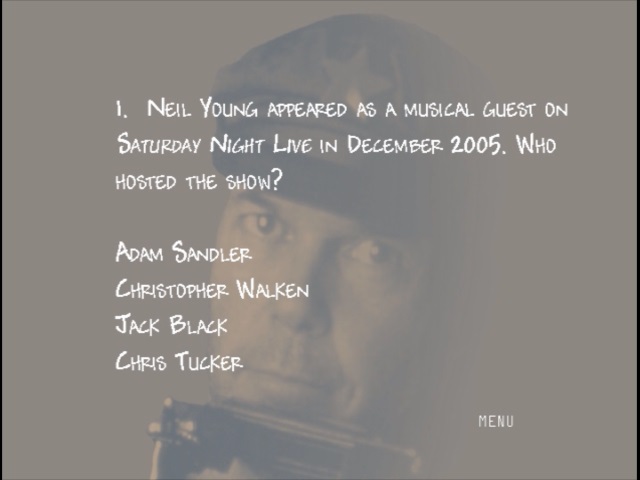 1. Neil Young appeared as a musical guest on
Saturday Night Live in December 2005. Who
hosted the show?
Adam Sandler
Christopher Walken
Jack Black
Chris Tucker
MENU